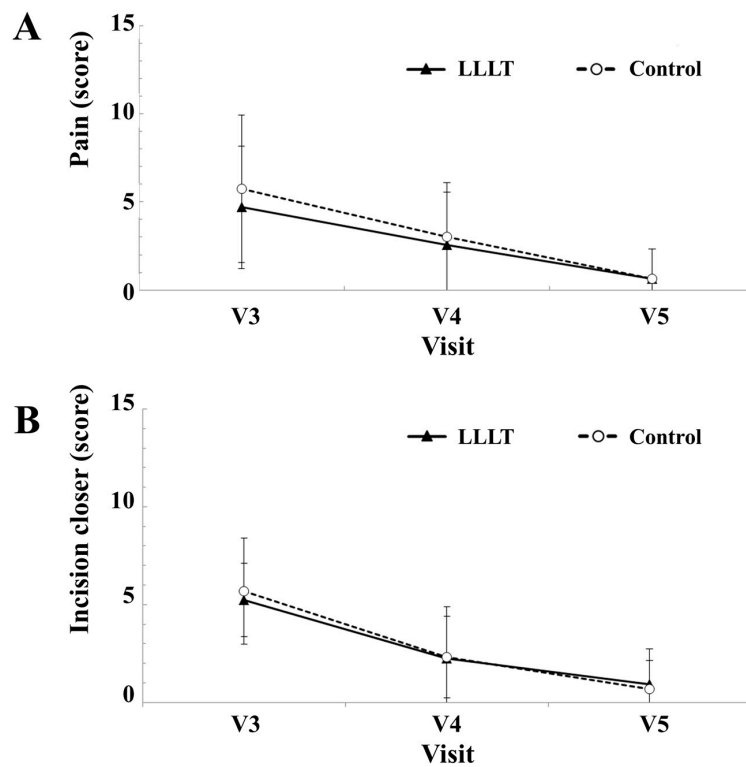 A
15
10
5
0
Pain (score)
LLLT
Control
V3 V4 V5
Visit
B
15
10
5
0
Incision closer (score)
LLLT
Control
V3 V4 V5
Visit